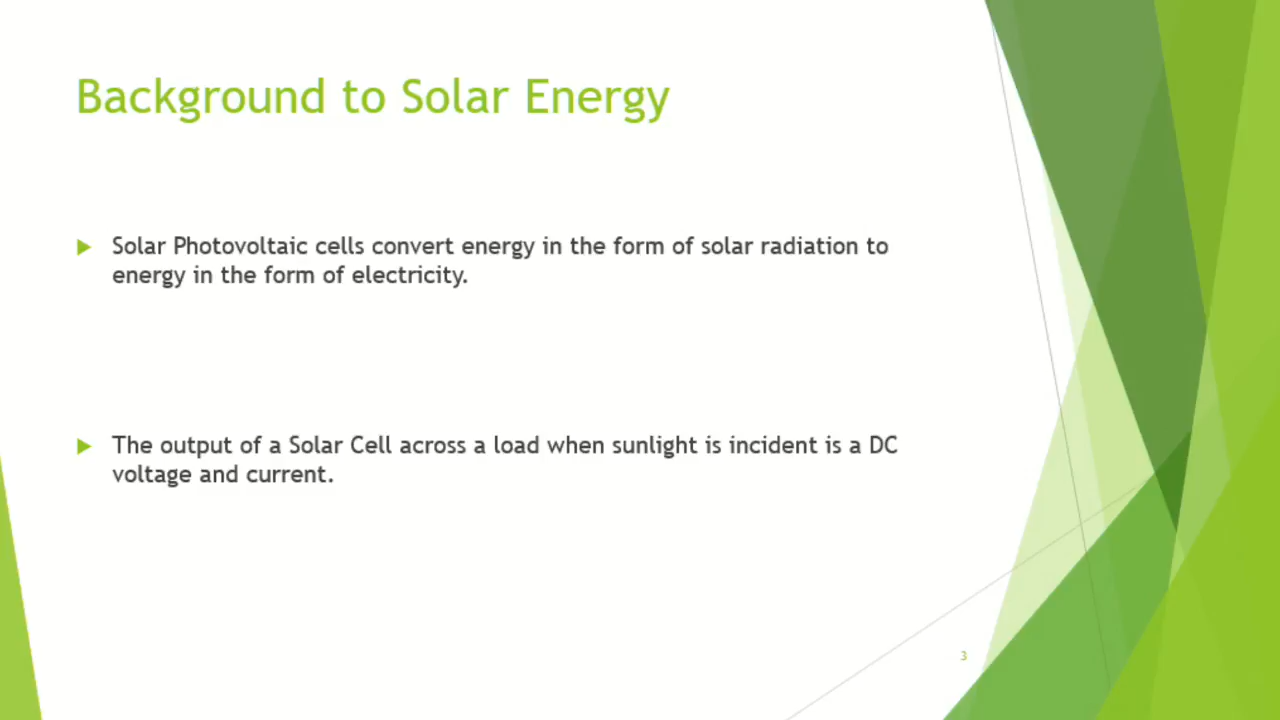 Background to Solar Energy
Solar Photovoltaic cells convert energy in the form of solar radiation to
energy in the form of electricity.
The output of a Solar Cell across a load when sunlight is incident is a DC
voltage and current.
3